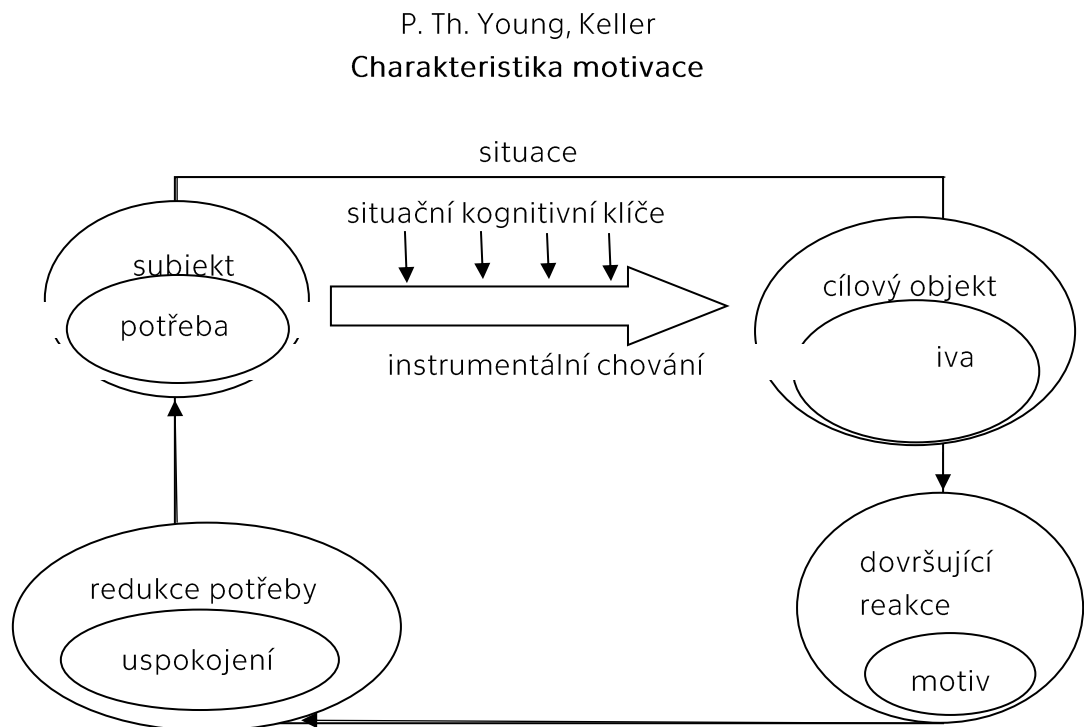 P. Th. Young, Keller
Charakteristika motivace
situace
situační kognitivní klíče
subjekt
potřeba
cílový objekt
iva
instrumentální chování
redukce potřeby
uspokojení
dovršující
reakce
motiv